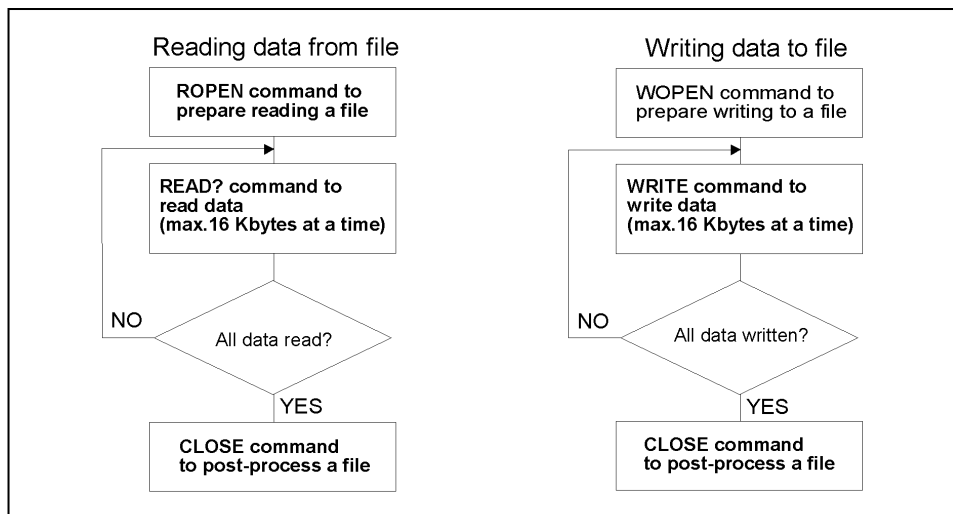 Reading data from file
ROPEN command to
prepare reading a file
READ? command to
read data
(max.16 Kbytes at a time)
NO
All data read?
YES
CLOSE command
to post-process a file
Writing data to file
WOPEN command to
prepare writing to a file
WRITE command to
write data
(max.16 Kbytes at a time)
NO
All data written?
YES
CLOSE command
to post-process a file